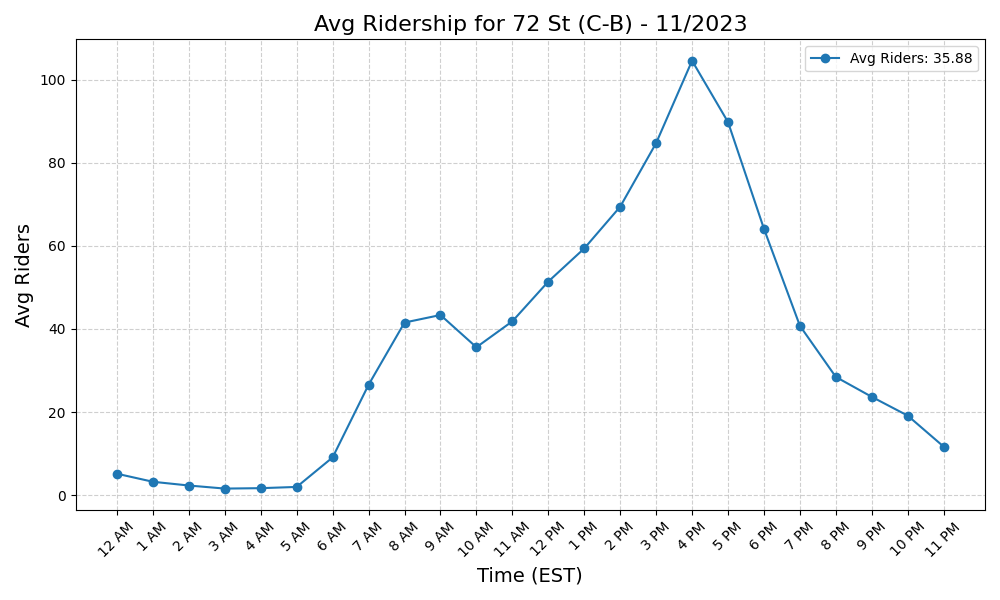 Avg Ridership for 72 St (C-B) - 11/2023
Avg Riders: 35.88
Avg Riders
100
80
60
40
20
0
12 AM
1 AM
2 AM
3 AM
4 AM
5 AM
6 AM
7 AM
8 AM
9 AM
10 AM
11 AM
12 PM
1 PM
2 PM
3 PM
4 PM
5 PM
6 PM
7 PM
8 PM
9 PM
10 PM
11 PM
Time (EST)